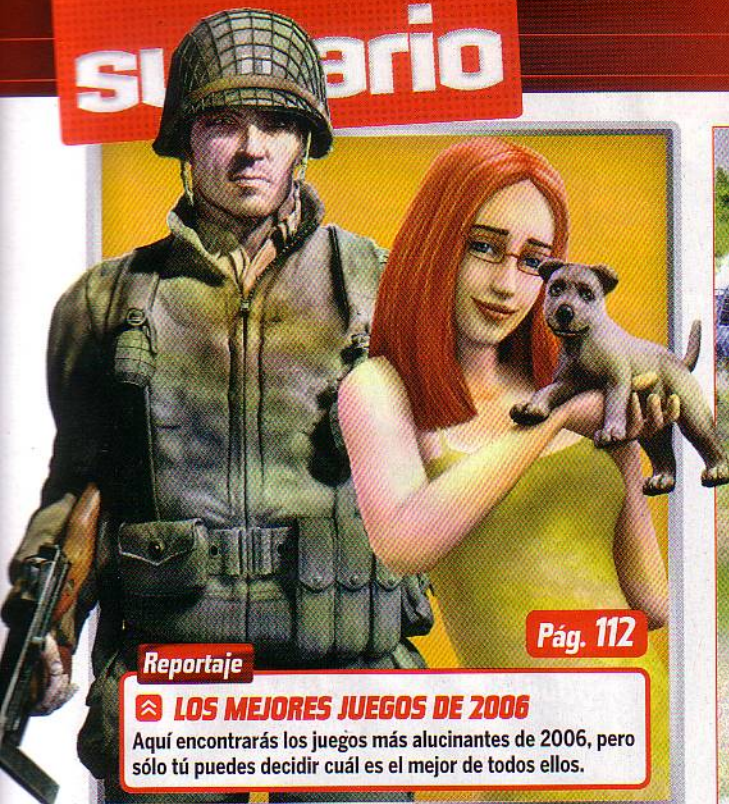 sumario
Pág. 112
Reportaje
LOS MEJORES JUEGOS DE 2006
Aquí encontrarás los juegos más alucinantes de 2006, pero
sólo tú puedes decidir cuál es el mejor de todos ellos.